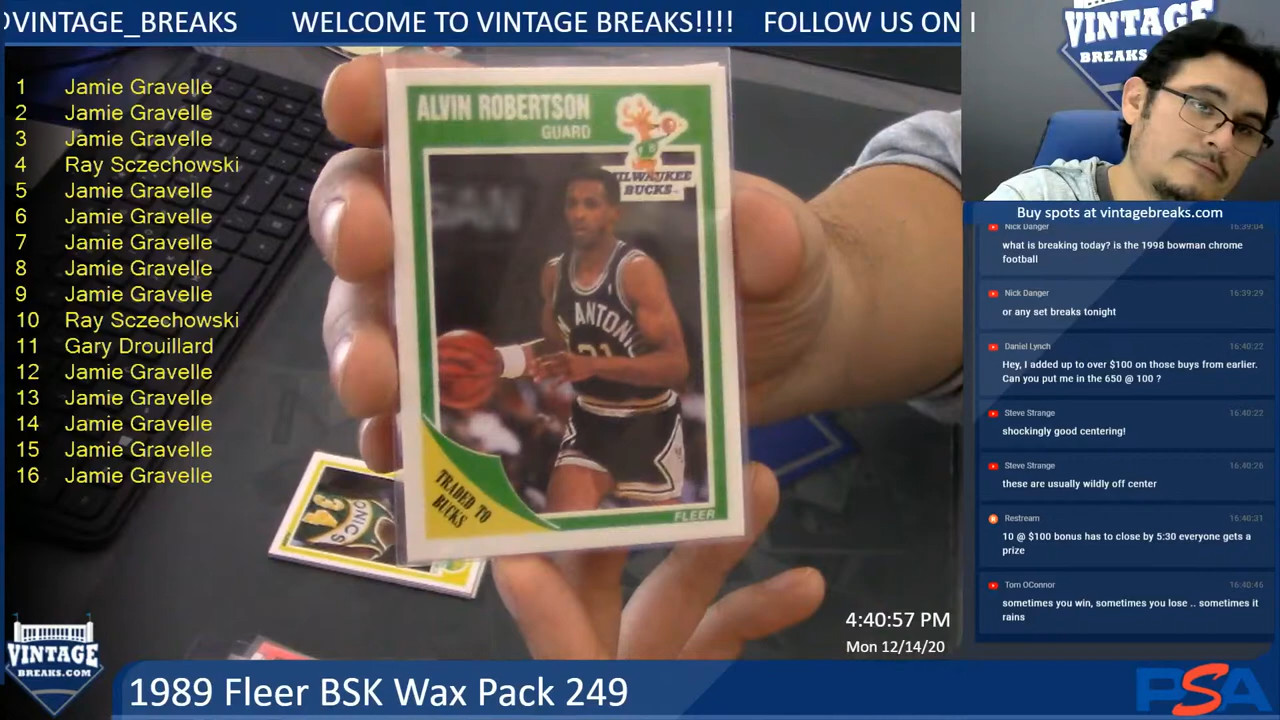 VINTAGE_BREAKS WELCOME TO VINTAGE BREAKS!!!! FOLLOW US ON
VINTAGE
BREAKS
1 Jamie Gravelle
2 Jamie Gravelle
3 Jamie Gravelle
4 Ray Sczechowski
5 Jamie Gravelle
6 Jamie Gravelle
7 Jamie Gravelle
8 Jamie Gravelle
9 Jamie Gravelle
10 Ray Sczechowski
11 Gary Drouillard
12 Jamie Gravelle
13 Jamie Gravelle
14 Jamie Gravelle
15 Jamie Gravelle
16 Jamie Gravelle
ALVIN ROBERTSON
GUARD
MILWAUKEE
BUCKS
N ANTONI
21
TRADED TO
BUCKS
FLEER
SONICS
34
Buy spots at vintagebreaks.com
Nick Danger 16:39:04
what is breaking today? is the 1998 bowman chrome
football
Nick Danger 16:39:29
or any set breaks tonight
Daniel Lynch 16:40:22
Hey, I added up to over $100 on those buys from earlier.
Can you put me in the 650 @ 100 ?
Steve Strange 16:40:22
shockingly good centering!
Steve Strange 16:40:26
these are usually wildly off center
Restream 16:40:31
10 @ $100 bonus has to close by 5:30 everyone gets a
prize
Tom OConnor 16:40:46
sometimes you win, sometimes you lose .. sometimes it
rains
4:40:57 PM
Mon 12/14/20
VINTAGE
BREAKS.COM
1989 Fleer BSK Wax Pack 249
PSA